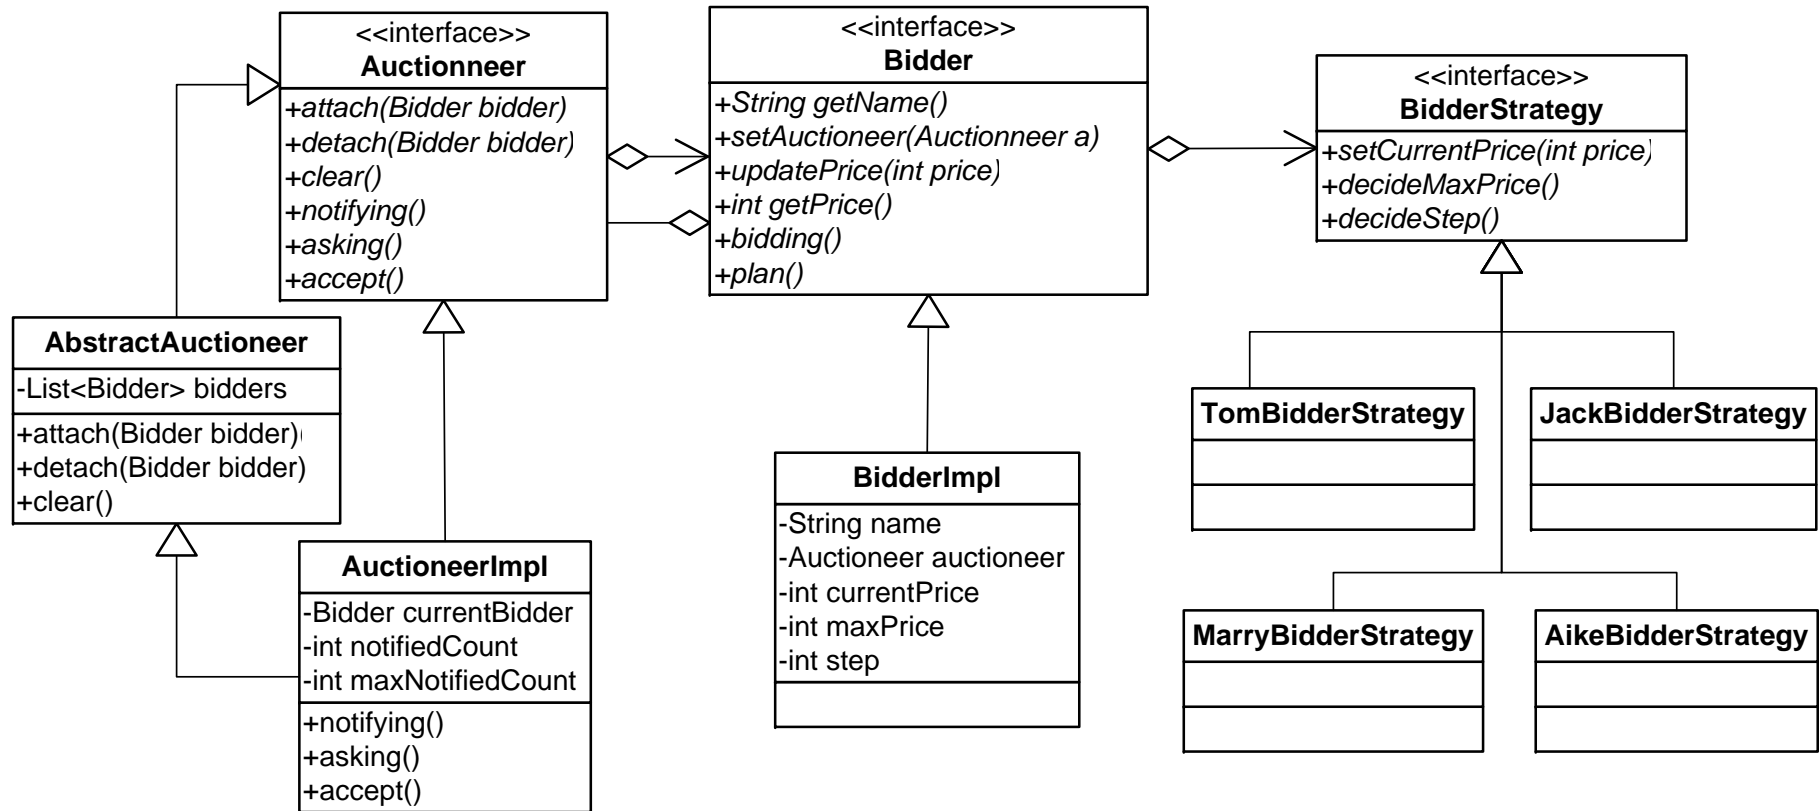 <<interface>>
Auctionneer
+attach(Bidder bidder)
+detach(Bidder bidder)
+clear()
+notifying()
+asking()
+accept()
<<interface>>
Bidder
+String getName()
+setAuctioneer(Auctionneer a)
+updatePrice(int price)
+int getPrice()
+bidding()
+plan()
<<interface>>
BidderStrategy
+setCurrentPrice(int price)
+decideMaxPrice()
+decideStep()
AbstractAuctioneer
-List<Bidder> bidders
+attach(Bidder bidder)(
+detach(Bidder bidder)
+clear()
AuctioneerImpl
-Bidder currentBidder
-int notifiedCount
-int maxNotifiedCount
+notifying()
+asking()
+accept()
BidderImpl
-String name
-Auctioneer auctioneer
-int currentPrice
-int maxPrice
-int step
TomBidderStrategy
JackBidderStrategy
MarryBidderStrategy
AikeBidderStrategy